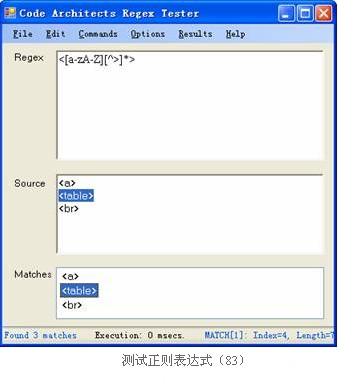 Code Architects Regex Tester
File Edit Commands Options Results Help
Regex
<[a-zA-Z][^>]*>
Source
<a>
<table>
<br>
Matches
<a>
<table>
<br>
Found 3 matches Execution: 0 msecs. MATCH[1]: Index=4, Length=7
测试正则表达式（83）